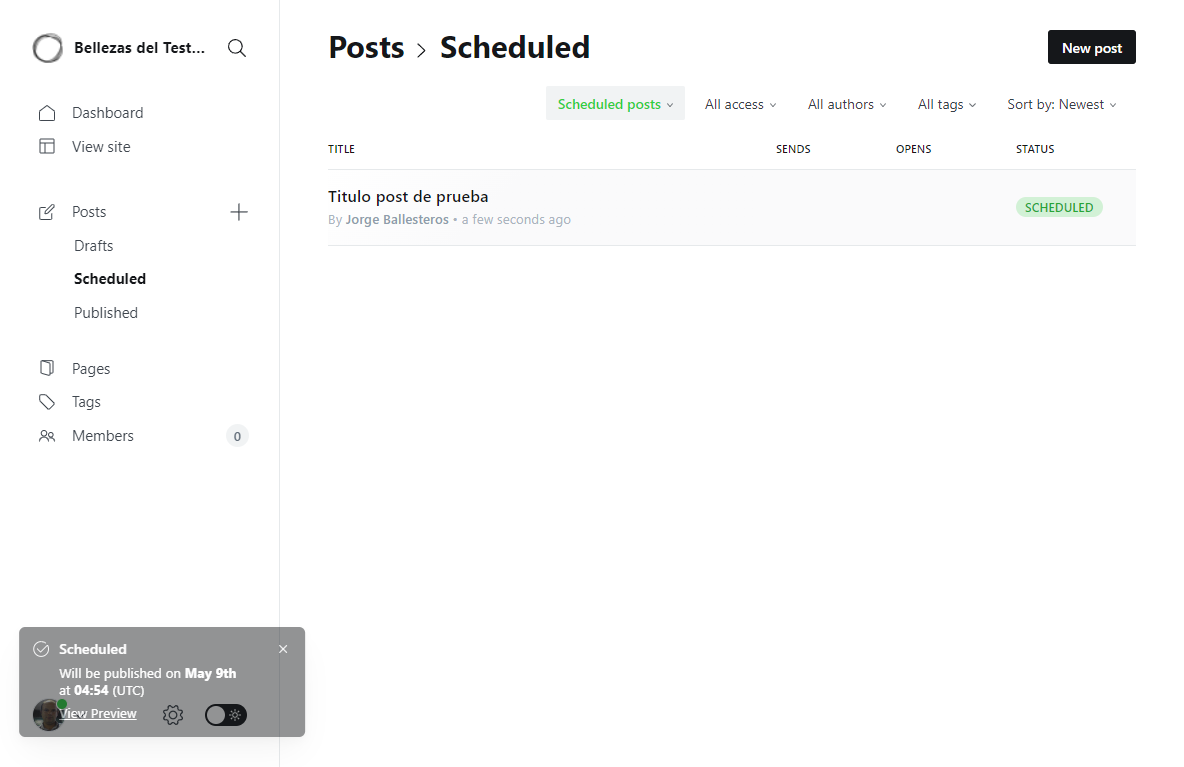 Bellezas del Test...
Dashboard
View site
Posts
Drafts
Scheduled
Published
Pages
Tags
Members
0
Posts > Scheduled
New post
Scheduled posts
All access
All authors
All tags
Sort by: Newest
TITLE
SENDS
OPENS
STATUS
Titulo post de prueba
By Jorge Ballesteros • a few seconds ago
SCHEDULED
Scheduled
Will be published on May 9th
at 04:54 (UTC)
View Preview